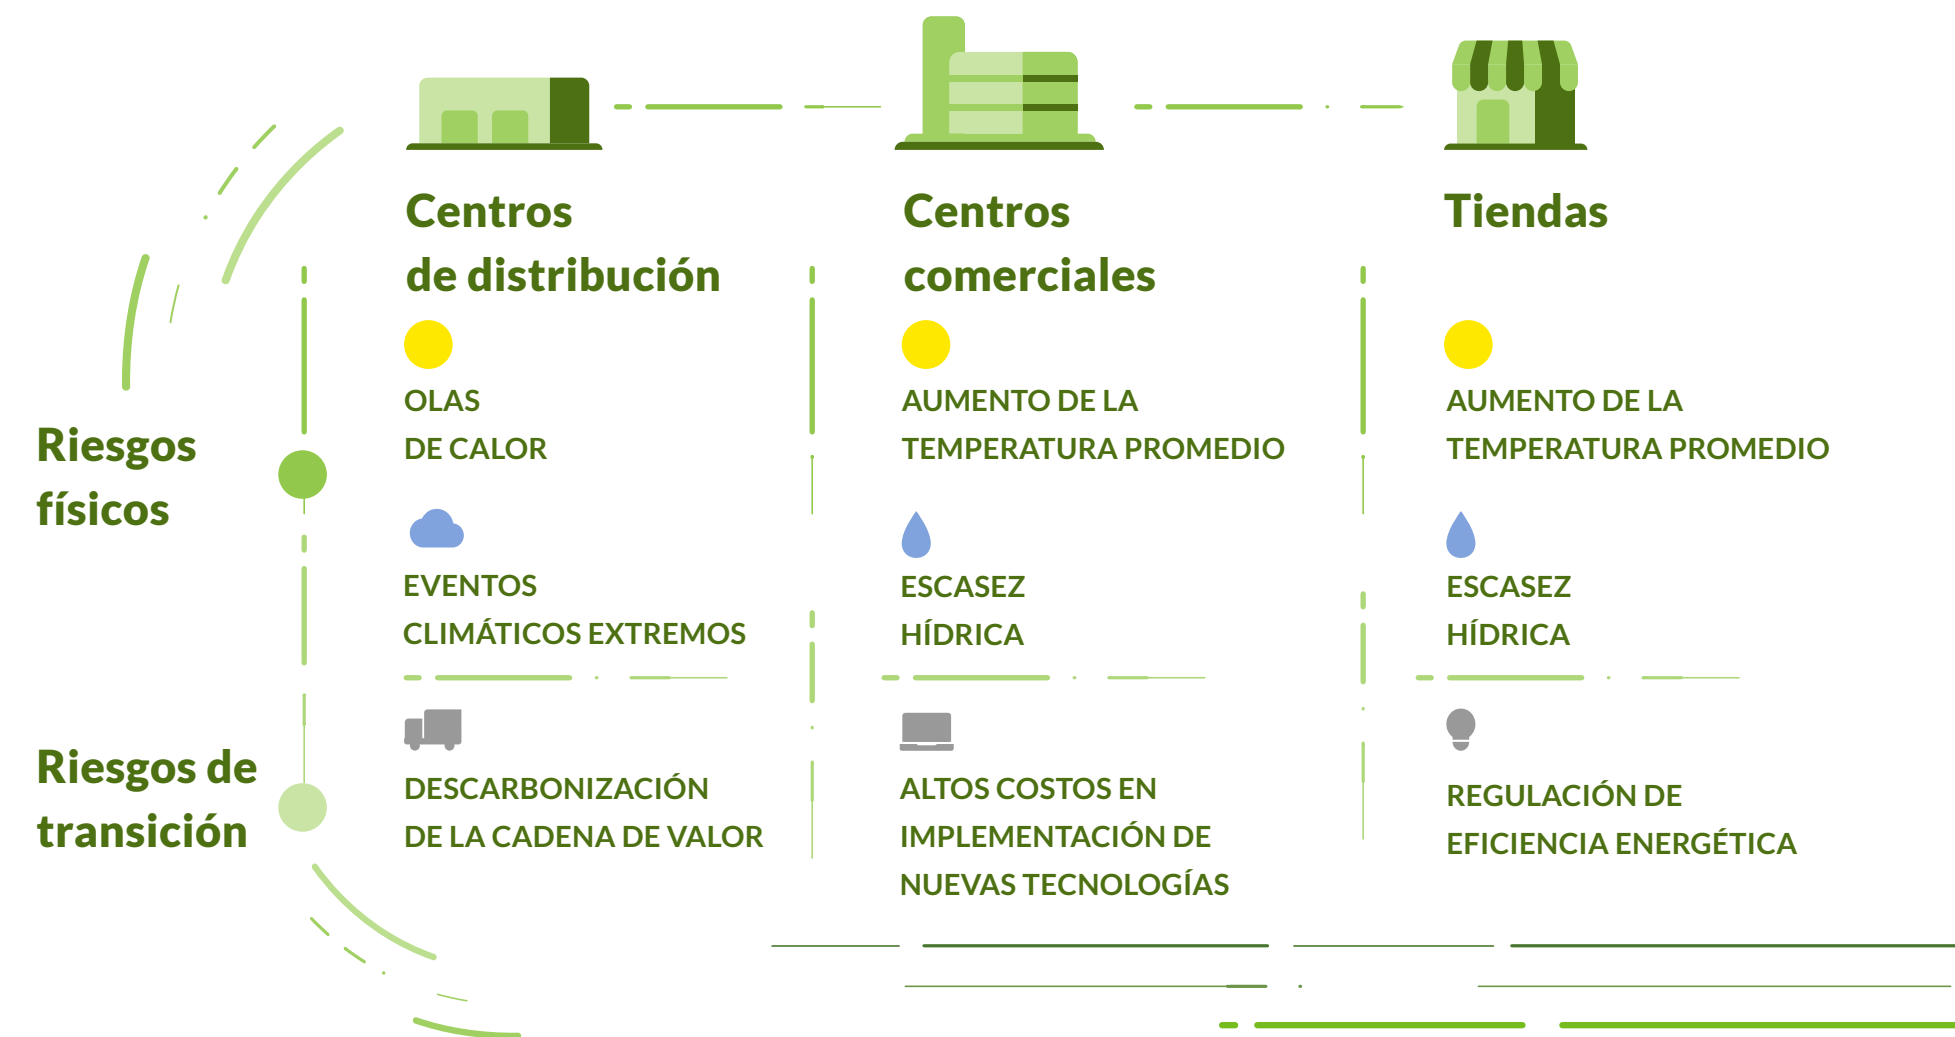 Centros
de distribución
Centros
comerciales
Tiendas
Riesgos
físicos
OLAS
DE CALOR
AUMENTO DE LA
TEMPERATURA PROMEDIO
AUMENTO DE LA
TEMPERATURA PROMEDIO
EVENTOS
CLIMÁTICOS EXTREMOS
ESCASEZ
HÍDRICA
ESCASEZ
HÍDRICA
Riesgos de
transición
DESCARBONIZACIÓN
DE LA CADENA DE VALOR
ALTOS COSTOS EN
IMPLEMENTACIÓN DE
NUEVAS TECNOLOGÍAS
REGULACIÓN DE
EFICIENCIA ENERGÉTICA